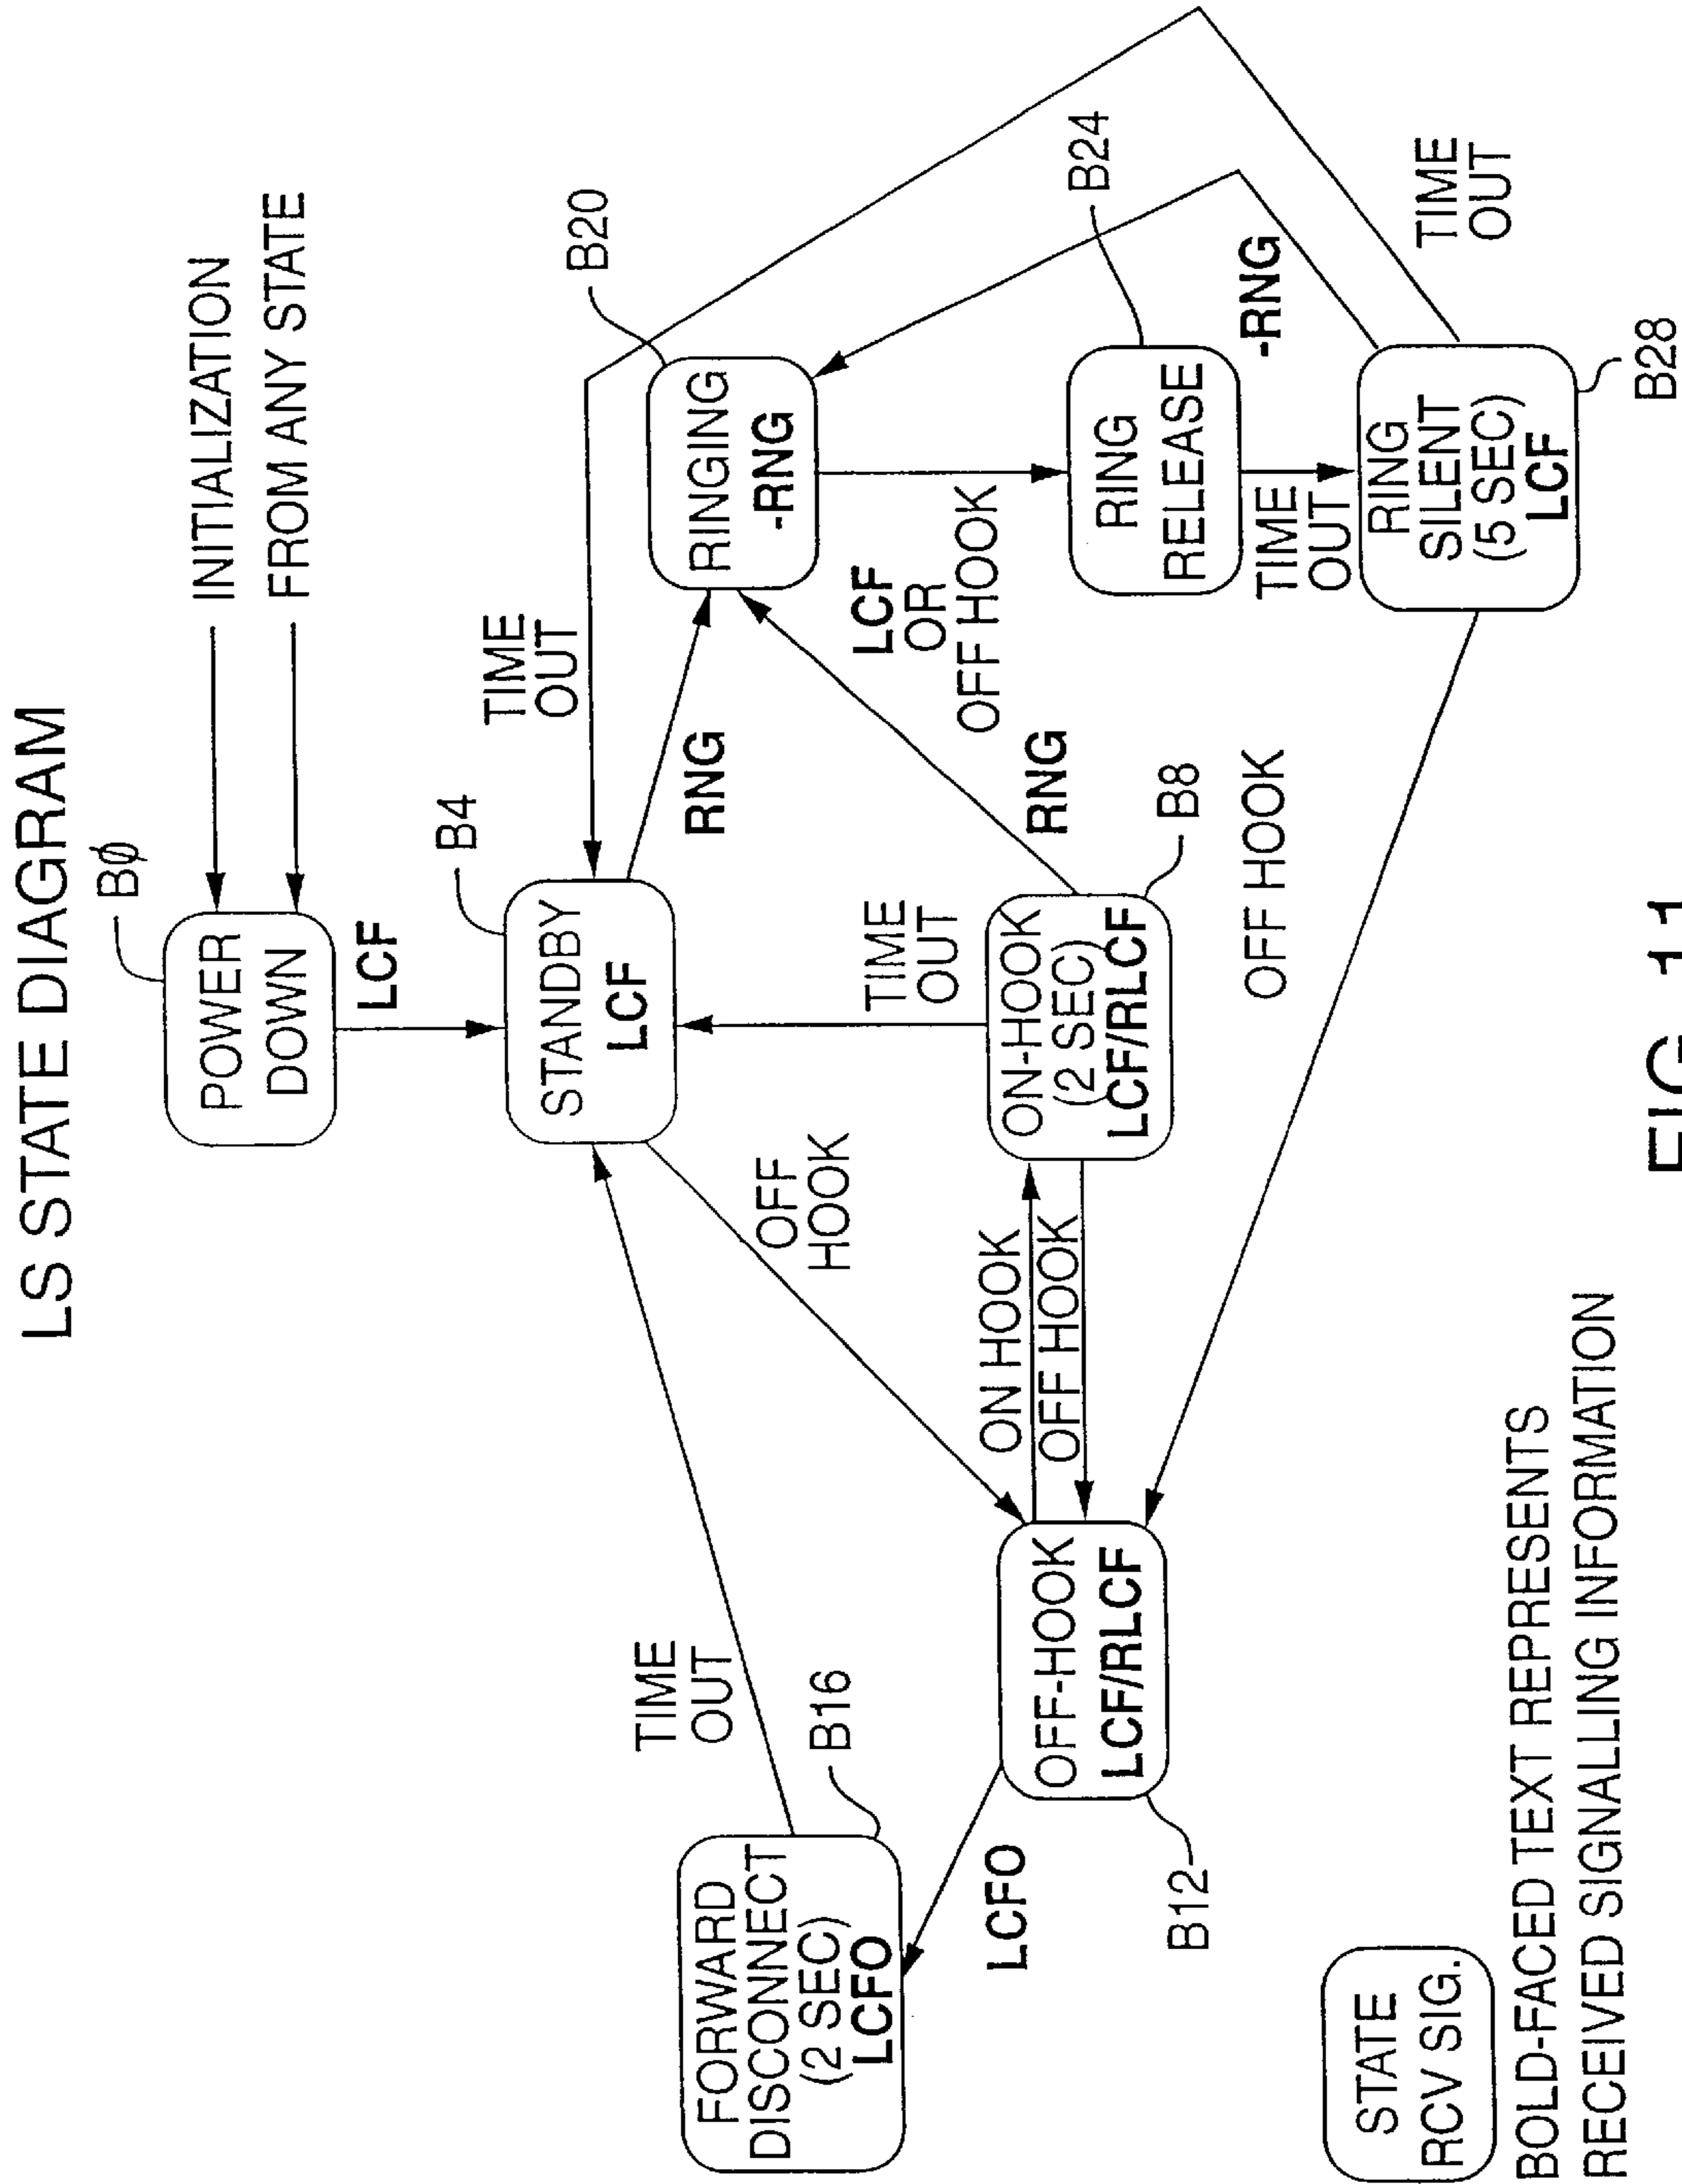 LS STATE DIAGRAM
INITIALIZATION
FROM ANY STATE
BØ
POWER
DOWN
LCF
B4
STANDBY
LCF
TIME
OUT
B20
RINGING
-RNG
RNG
OFF
HOOK
TIME
OUT
FORWARD
DISCONNECT
(2 SEC)
LCFO
B16
LCFO
OFF-HOOK
LCF/RLCF
B12
ON HOOK
OFF HOOK
TIME
OUT
ON-HOOK
(2 SEC)
LCF/RLCF
B8
RNG
LCF
OR
OFF HOOK
RING
RELEASE
B24
-RNG
TIME
OUT
RING
SILENT
(5 SEC)
LCF
B28
TIME
OUT
OFF HOOK
STATE
RCV SIG.
BOLD-FACED TEXT REPRESENTS
RECEIVED SIGNALLING INFORMATION
FIG. 11